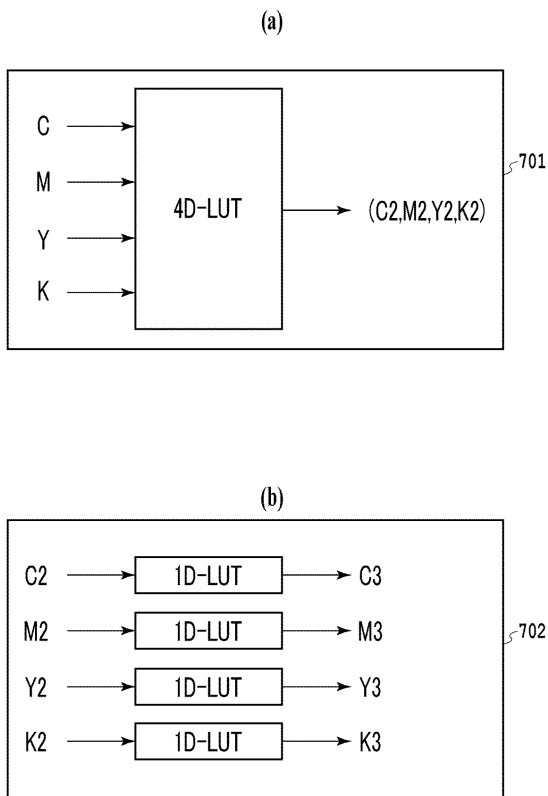 (a)
C
M
Y
K
4D-LUT
(C2,M2,Y2,K2)
701
(b)
C2 1D-LUT C3
M2 1D-LUT M3
Y2 1D-LUT Y3
K2 1D-LUT K3
702